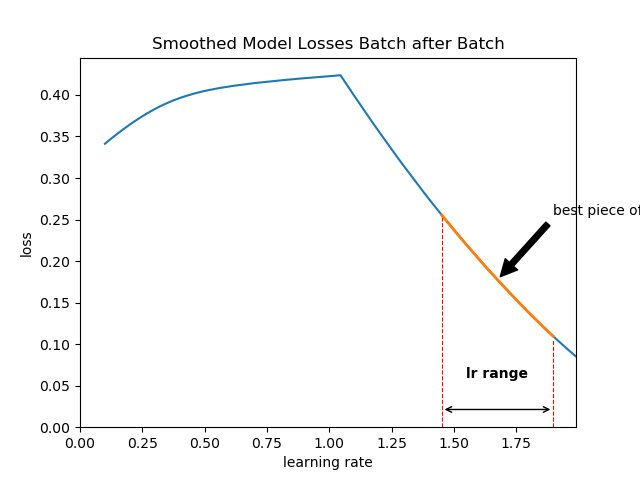 Smoothed Model Losses Batch after Batch
0.40
0.35
0.30
0.25
0.20
0.15
0.10
0.05
0.00
loss
best piece of
lr range
0.00 0.25 0.50 0.75 1.00 1.25 1.50 1.75
learning rate